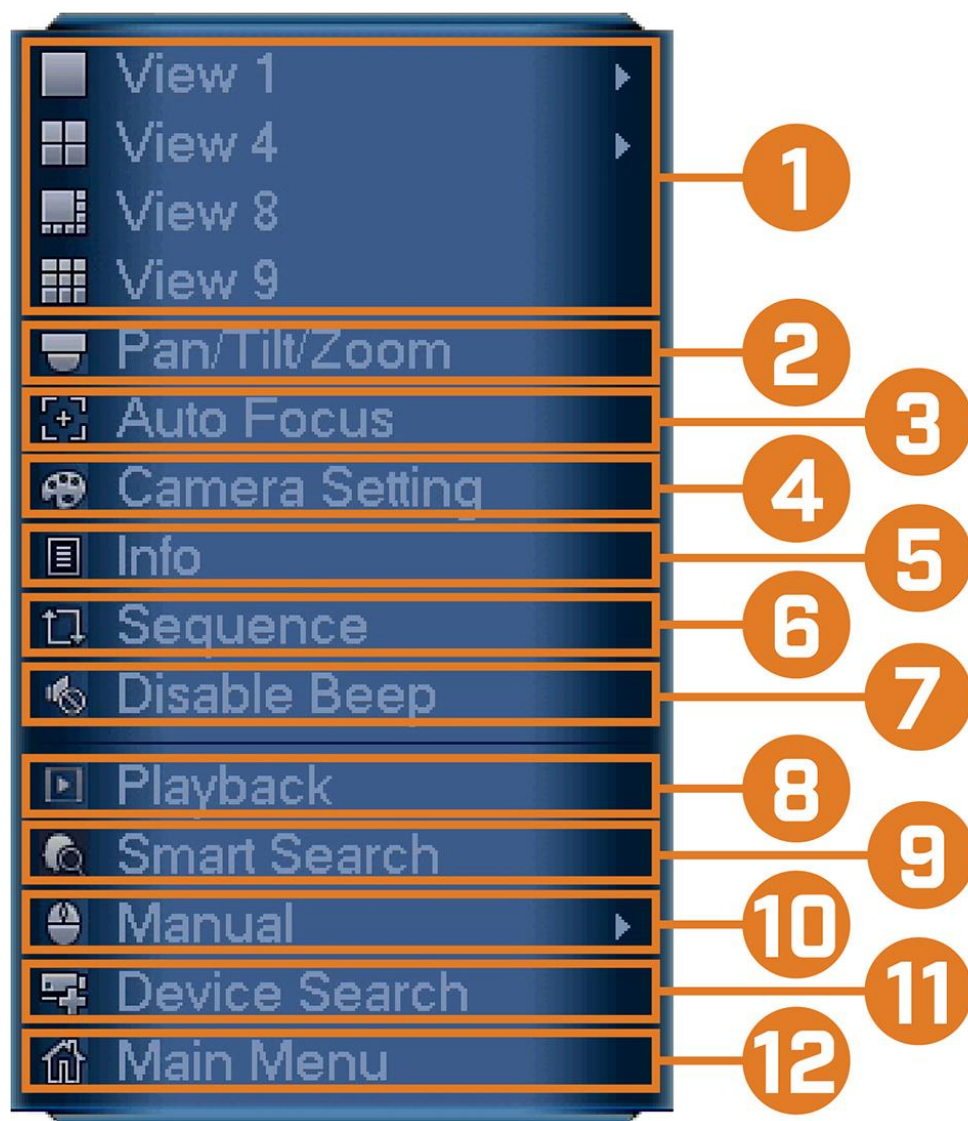 View 1
View 4
1
View 8
View 9
Pan/Tilt/Zoom 2
Auto Focus 3
Camera Setting 4
Info 5
Sequence 6
Disable Beep 7
Playback 8
Smart Search 9
Manual 10
Device Search 11
Main Menu 12